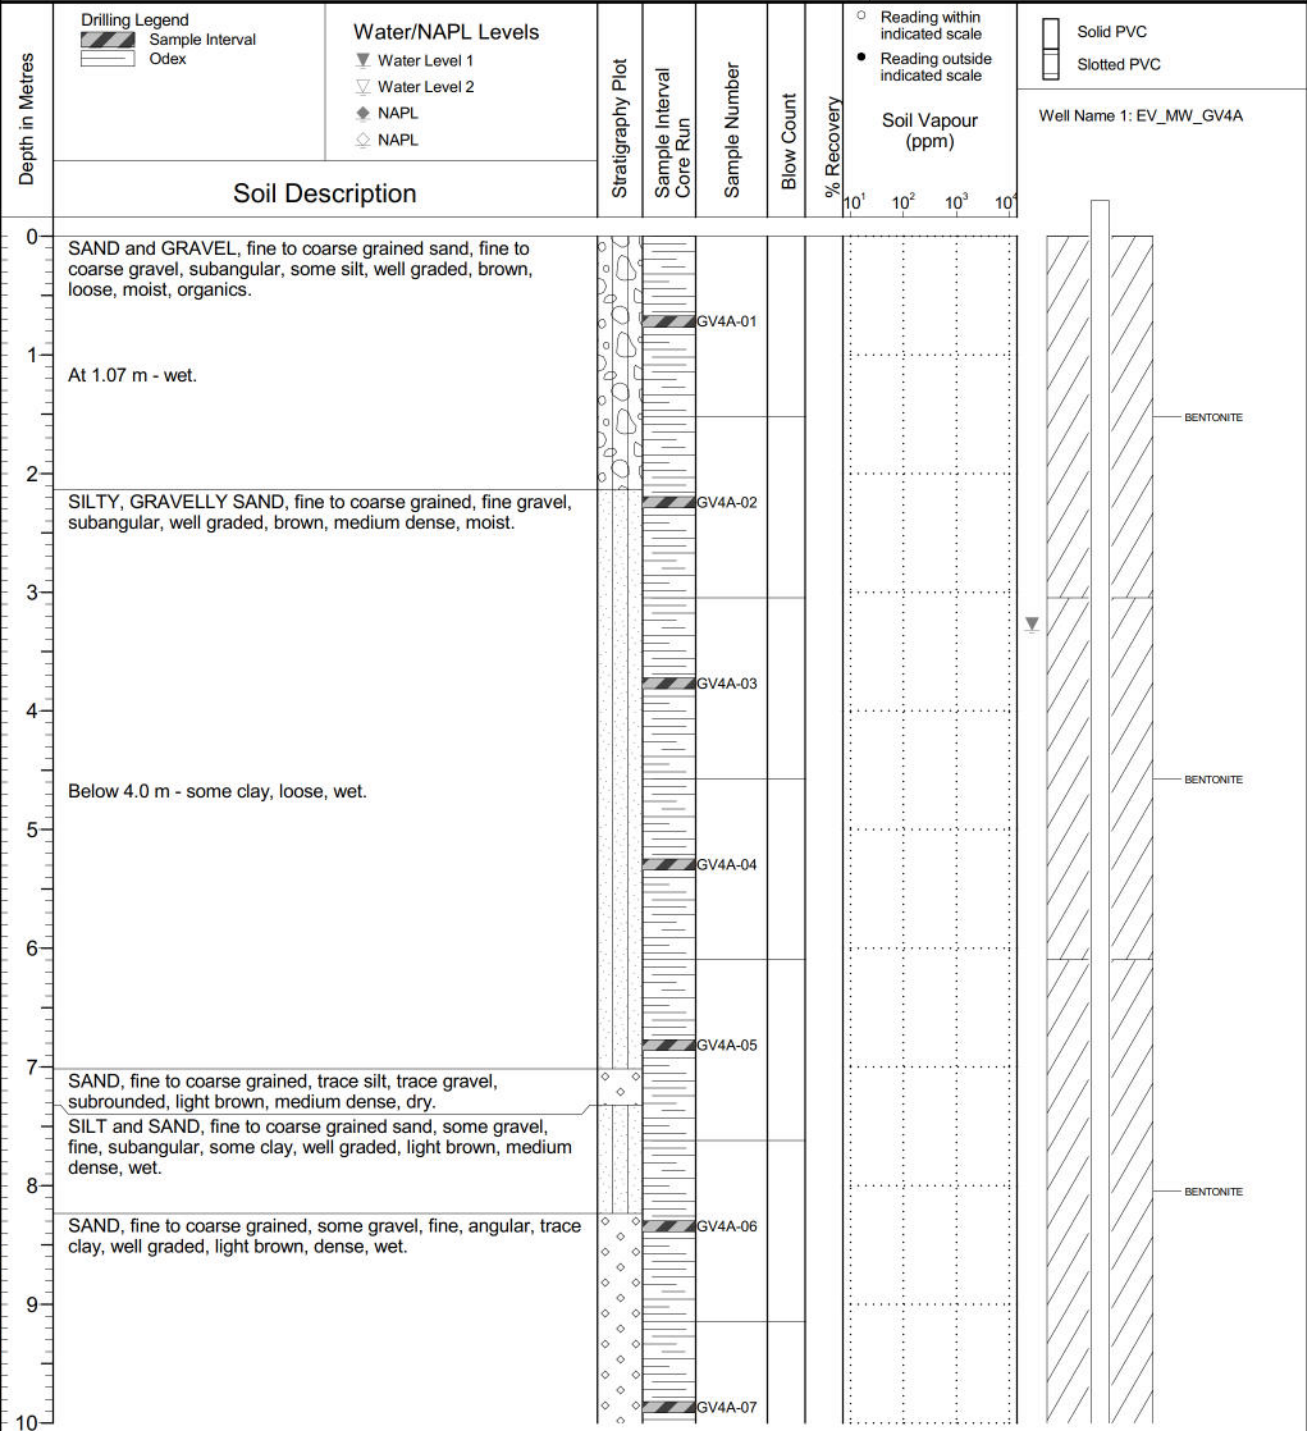 Depth in Metres
Drilling Legend
Sample Interval
Odex
Water/NAPL Levels
Water Level 1
Water Level 2
NAPL
NAPL
Soil Description
Stratigraphy Plot
Sample Interval
Core Run
Sample Number
Blow Count
% Recovery
Reading within
indicated scale
Reading outside
indicated scale
Soil Vapour
(ppm)
10¹ 10² 10³ 10⁴
Solid PVC
Slotted PVC
Well Name 1: EV_MW_GV4A
0
SAND and GRAVEL, fine to coarse grained sand, fine to
coarse gravel, subangular, some silt, well graded, brown,
loose, moist, organics.
GV4A-01
1
At 1.07 m - wet.
BENTONITE
2
SILTY, GRAVELLY SAND, fine to coarse grained, fine gravel,
subangular, well graded, brown, medium dense, moist.
GV4A-02
3
GV4A-03
4
BENTONITE
Below 4.0 m - some clay, loose, wet.
5
GV4A-04
6
GV4A-05
7
SAND, fine to coarse grained, trace silt, trace gravel,
subrounded, light brown, medium dense, dry.
SILT and SAND, fine to coarse grained sand, some gravel,
fine, subangular, some clay, well graded, light brown, medium
dense, wet.
8
BENTONITE
SAND, fine to coarse grained, some gravel, fine, angular, trace
clay, well graded, light brown, dense, wet.
GV4A-06
9
GV4A-07
10